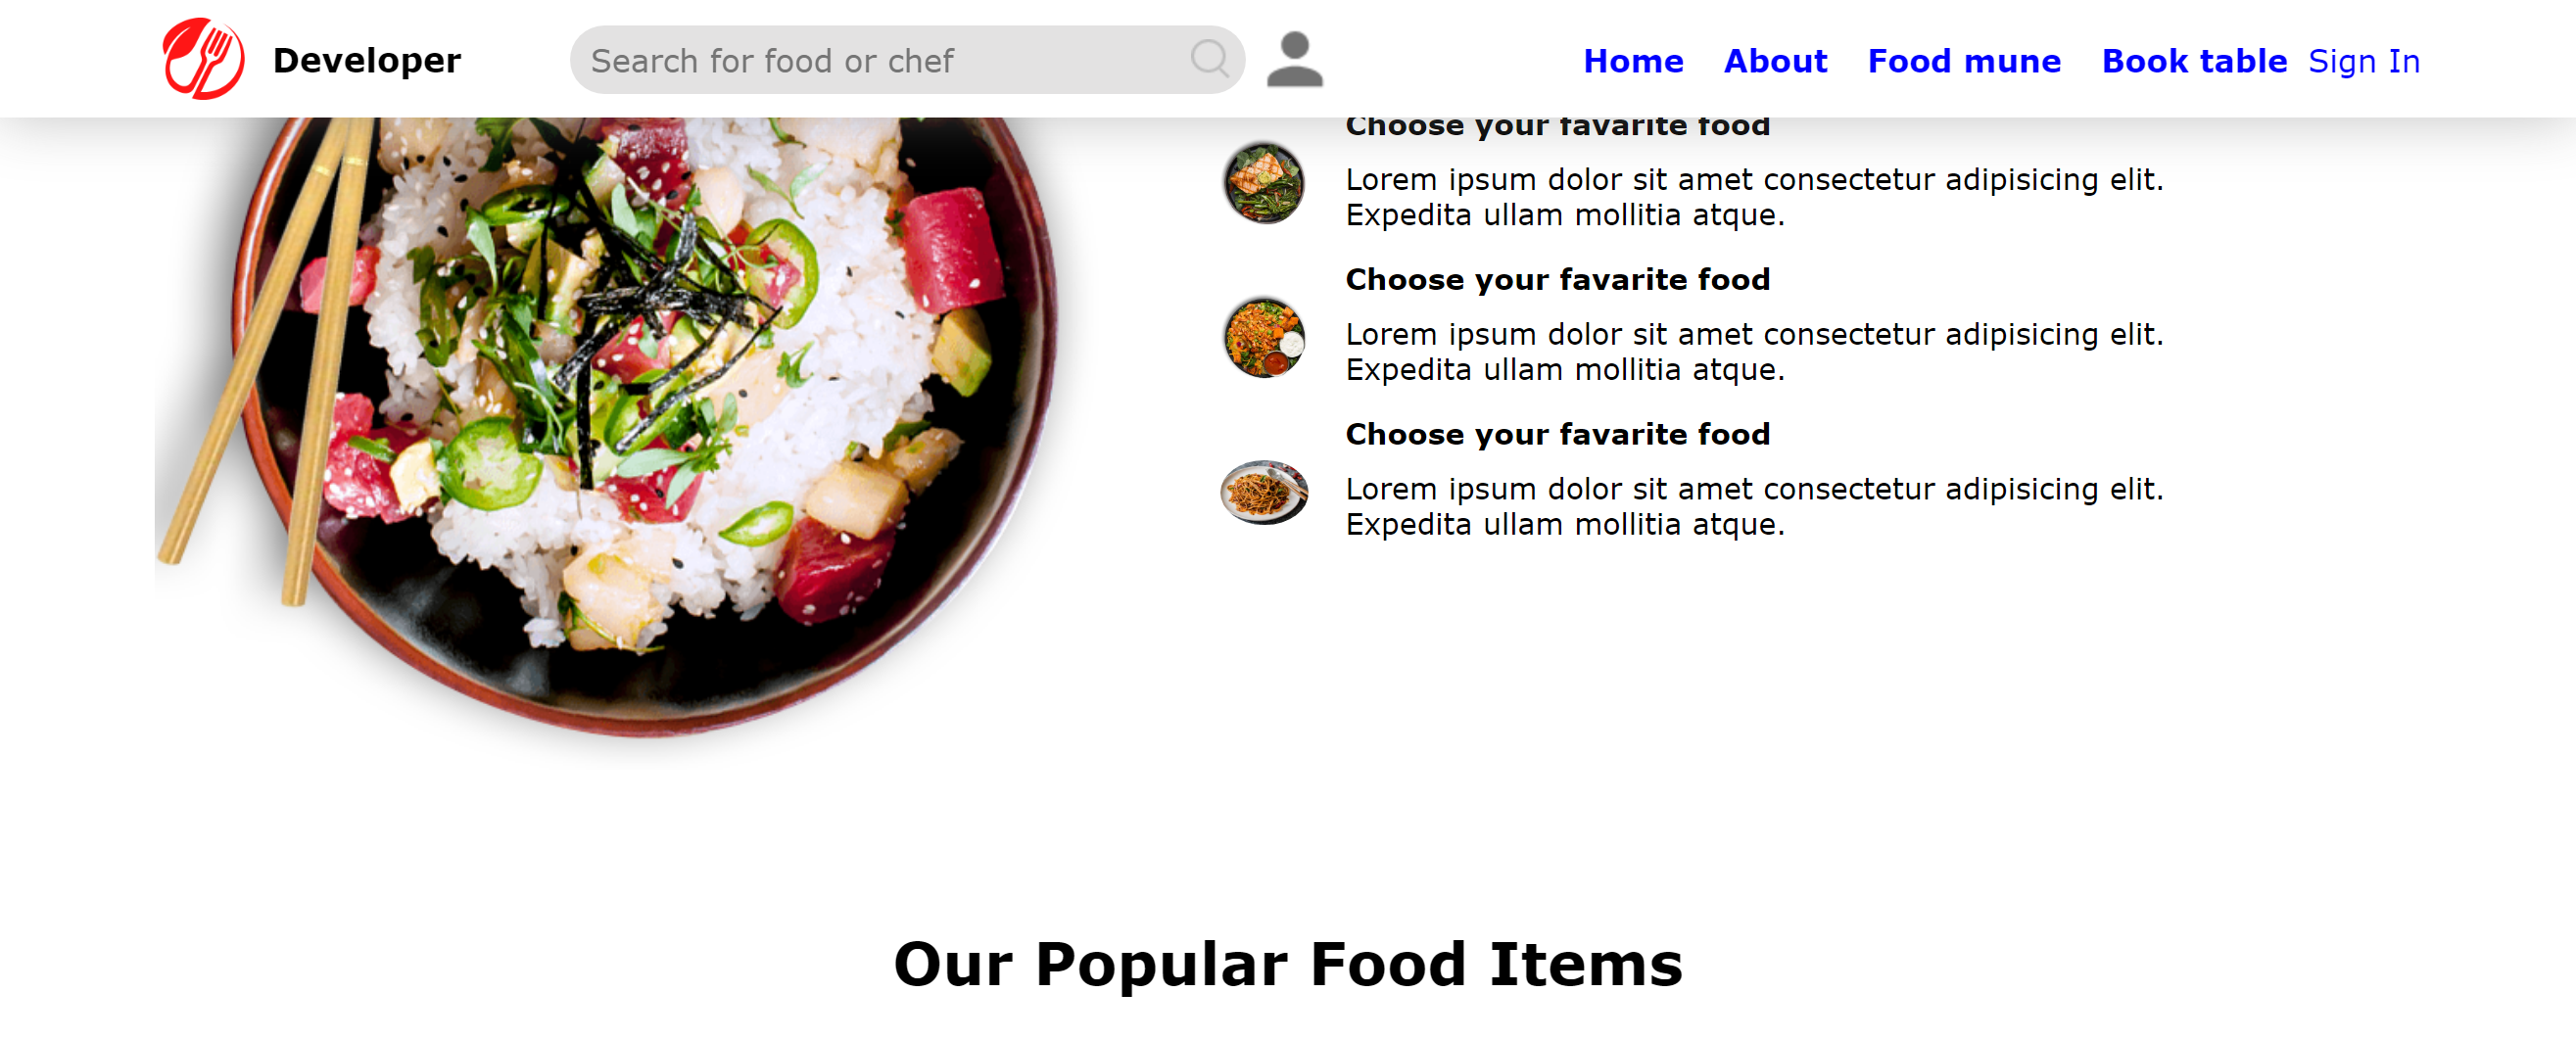 Developer
Search for food or chef
Home About Food mune Book table Sign In
Choose your favarite food
Lorem ipsum dolor sit amet consectetur adipisicing elit.
Expedita ullam mollitia atque.
Choose your favarite food
Lorem ipsum dolor sit amet consectetur adipisicing elit.
Expedita ullam mollitia atque.
Choose your favarite food
Lorem ipsum dolor sit amet consectetur adipisicing elit.
Expedita ullam mollitia atque.
Our Popular Food Items